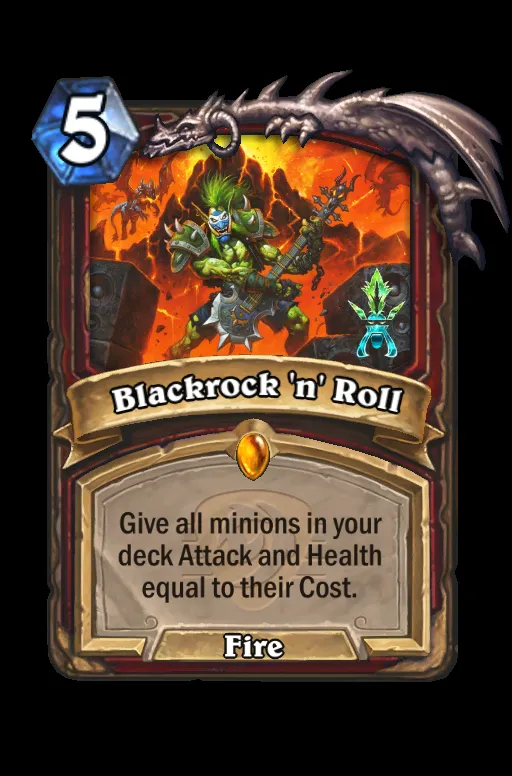 5
Blackrock 'n' Roll
Give all minions in your
deck Attack and Health
equal to their Cost.
Fire